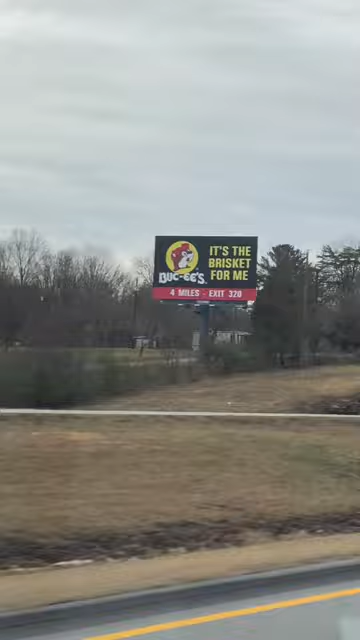 BUC-EE'S
IT'S THE
BRISKET
FOR ME
4 MILES - EXIT 320